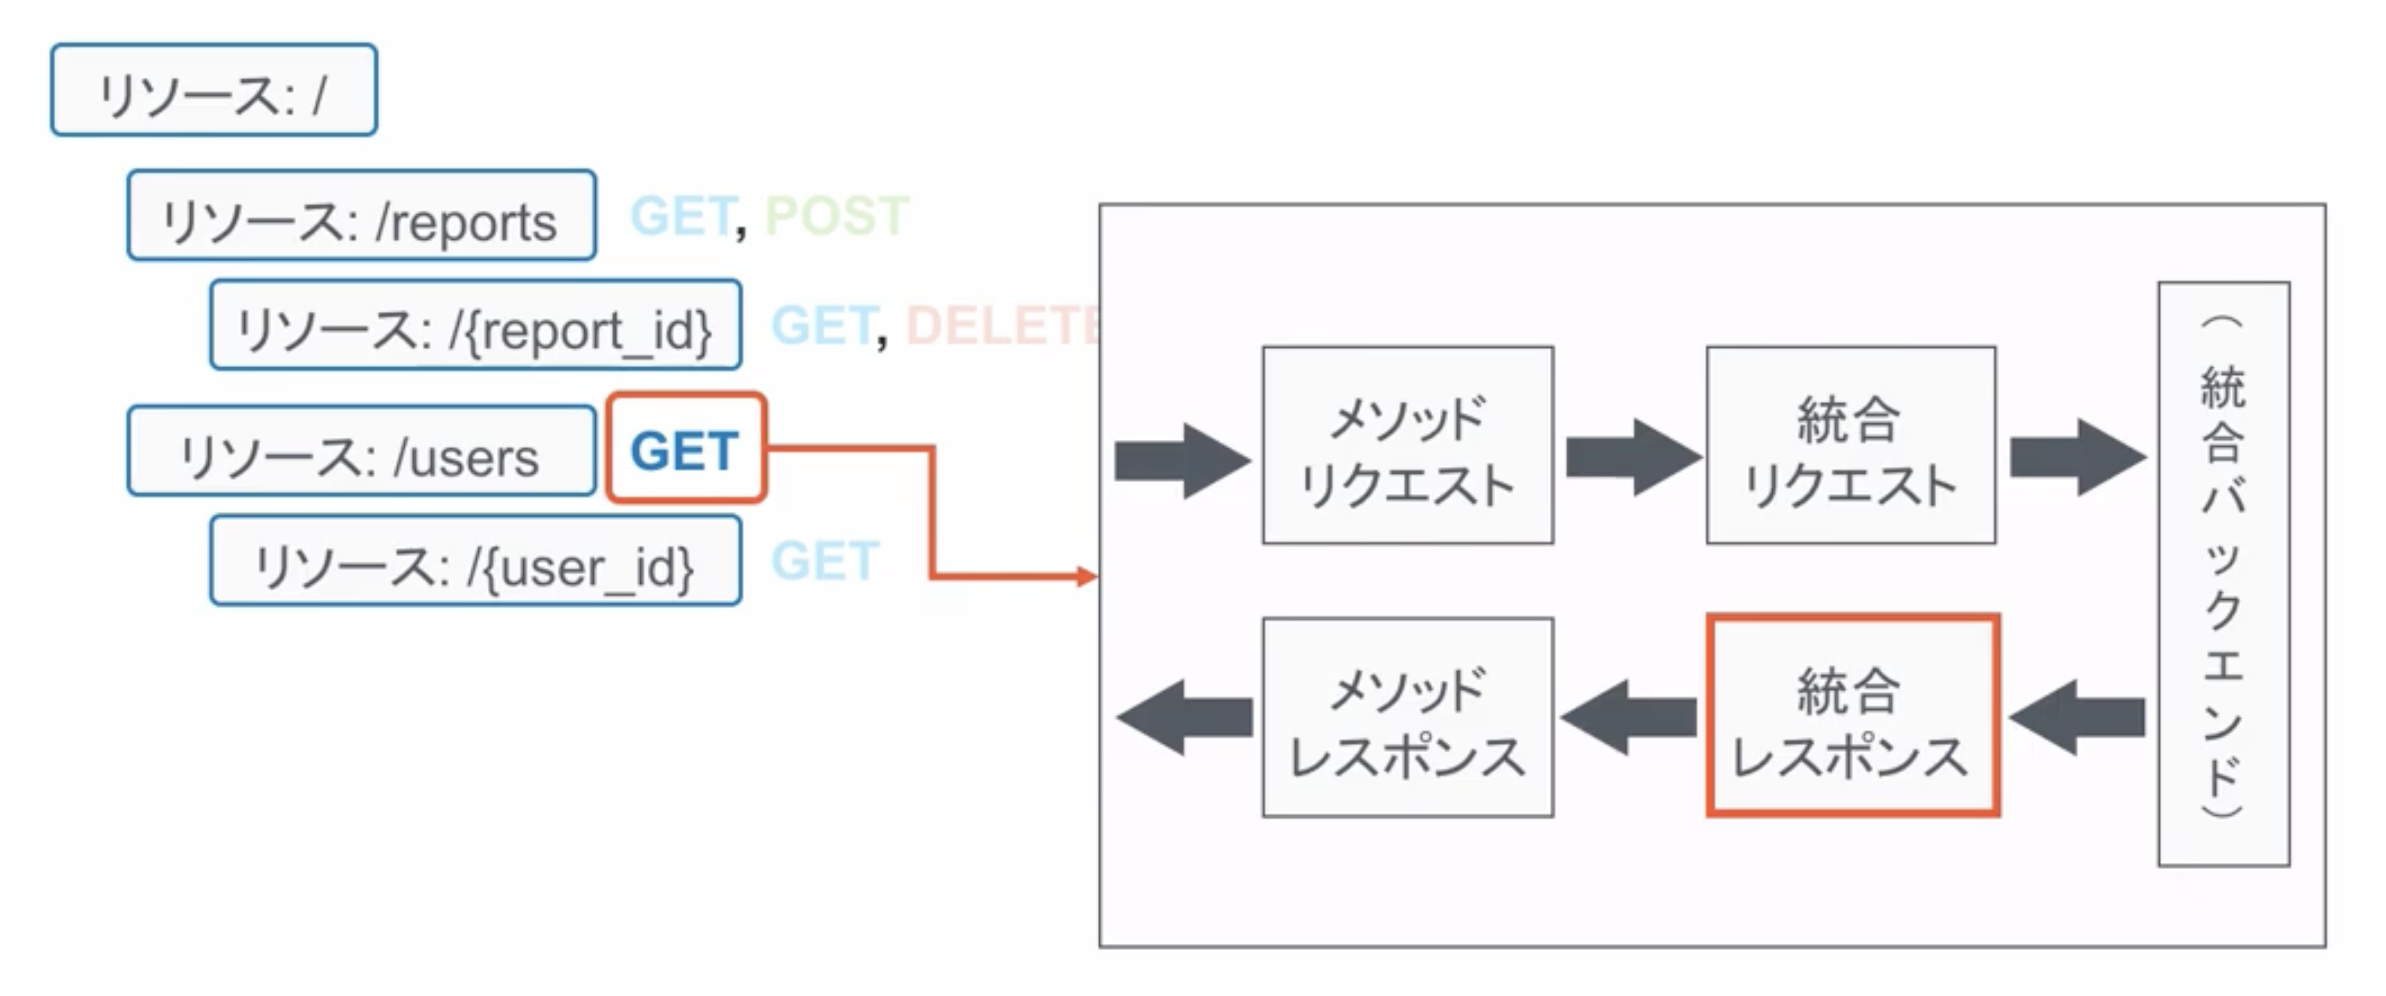 リソース: /
リソース: /reports
GET, POST
リソース: /{report_id}
GET, DELETE
リソース: /users
GET
リソース: /{user_id}
GET
メソッド
リクエスト
統合
リクエスト
メソッド
レスポンス
統合
レスポンス
（統合バックエンド）